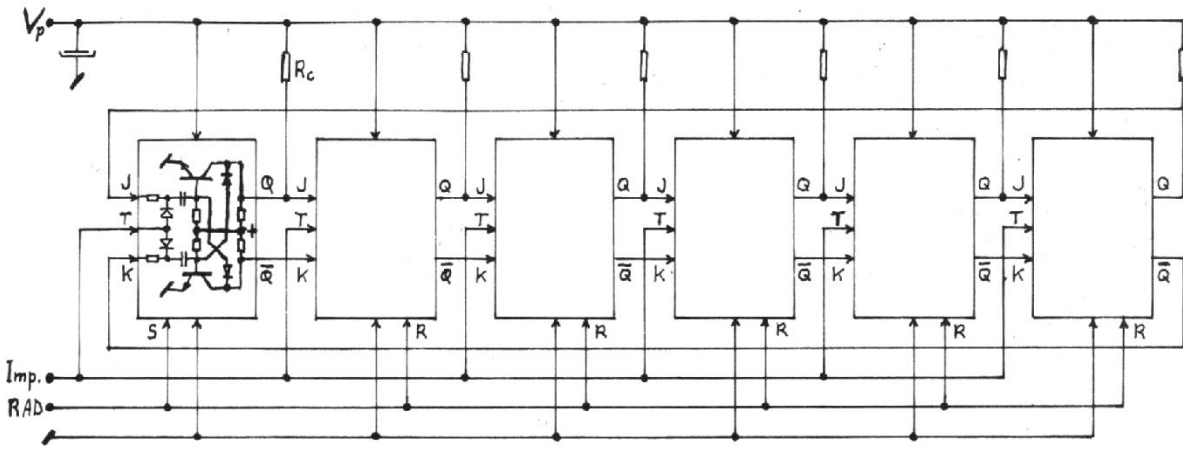 Vp
Rc
J Q J Q J Q J Q J Q J Q
T T T T T T
+
K Q̅ K Q̅ K Q̅ K Q̅ K Q̅ K Q̅
S R R R R R
Imp.
RAD